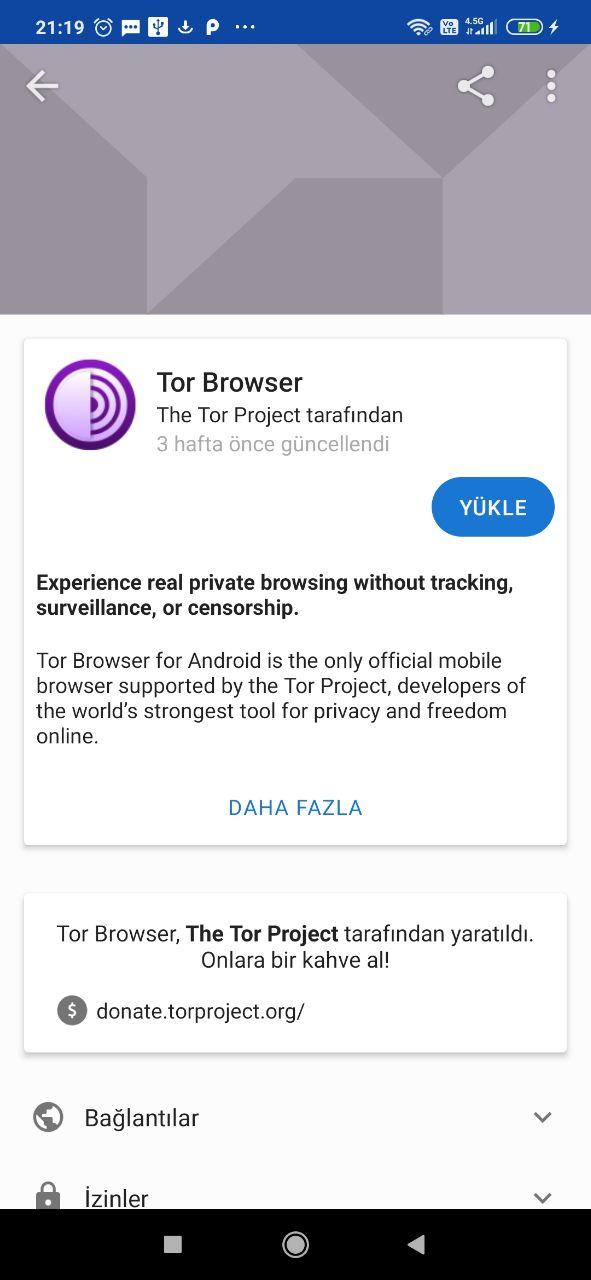 21:19
Vo LTE
4.5G
71
Tor Browser
The Tor Project tarafından
3 hafta önce güncellendi
YÜKLE
Experience real private browsing without tracking,
surveillance, or censorship.
Tor Browser for Android is the only official mobile
browser supported by the Tor Project, developers of
the world’s strongest tool for privacy and freedom
online.
DAHA FAZLA
Tor Browser, The Tor Project tarafından yaratıldı.
Onlara bir kahve al!
$ donate.torproject.org/
Bağlantılar
İzinler